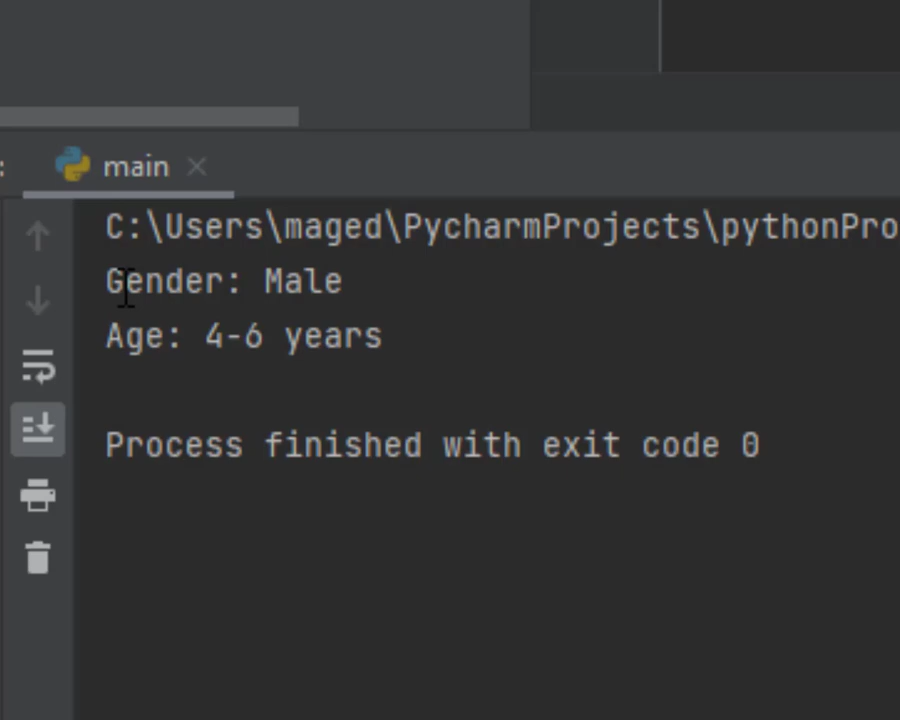 : main
C:\Users\maged\PycharmProjects\pythonPro
Gender: Male
Age: 4-6 years
Process finished with exit code 0